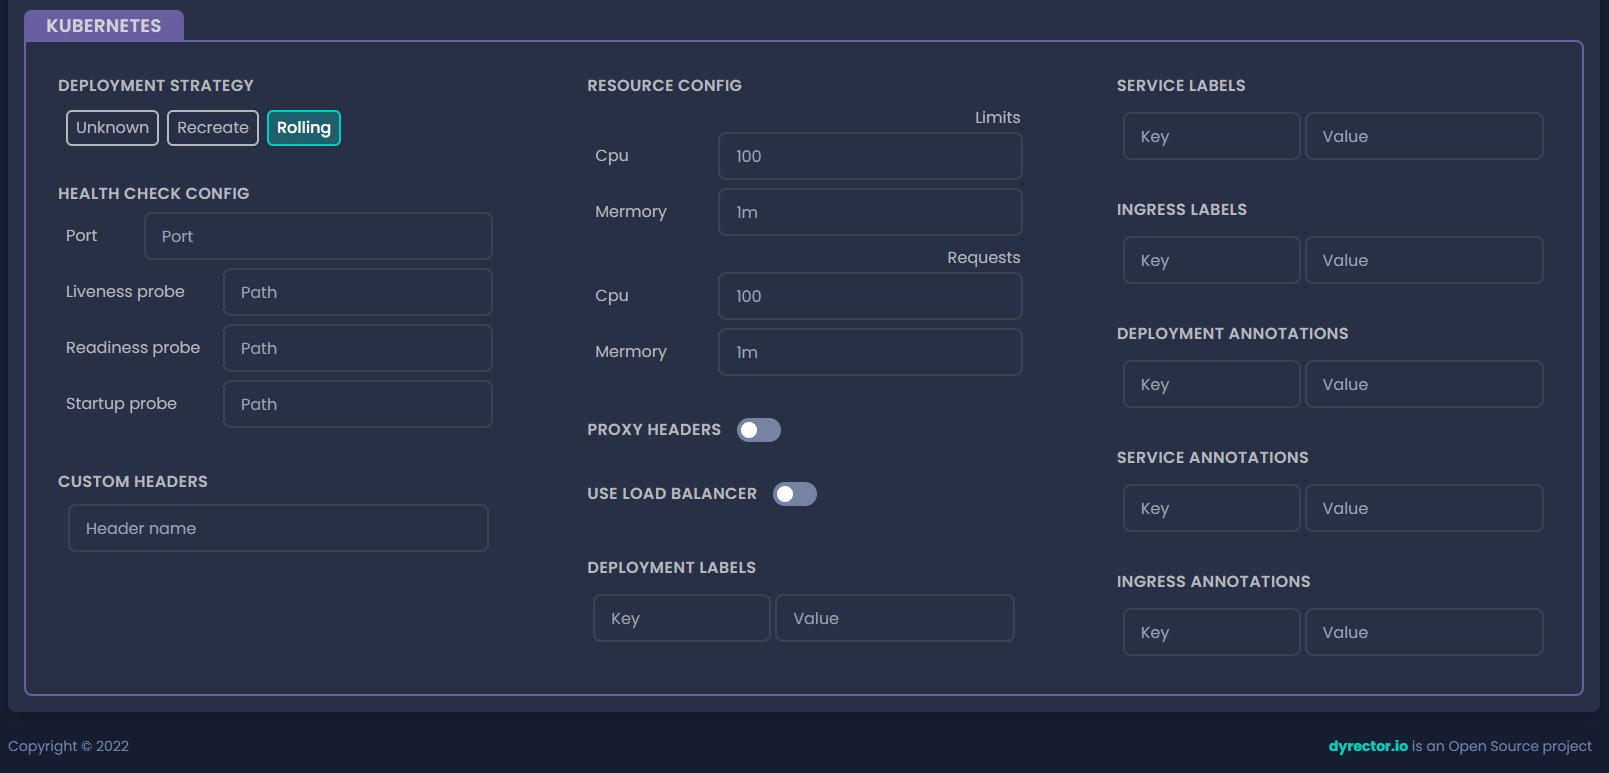 KUBERNETES
DEPLOYMENT STRATEGY
Unknown Recreate Rolling
HEALTH CHECK CONFIG
Port Port
Liveness probe Path
Readiness probe Path
Startup probe Path
CUSTOM HEADERS
Header name
RESOURCE CONFIG
Limits
Cpu 100
Mermory 1m
Requests
Cpu 100
Mermory 1m
PROXY HEADERS
USE LOAD BALANCER
DEPLOYMENT LABELS
Key Value
SERVICE LABELS
Key Value
INGRESS LABELS
Key Value
DEPLOYMENT ANNOTATIONS
Key Value
SERVICE ANNOTATIONS
Key Value
INGRESS ANNOTATIONS
Key Value
Copyright © 2022
dyrector.io is an Open Source project